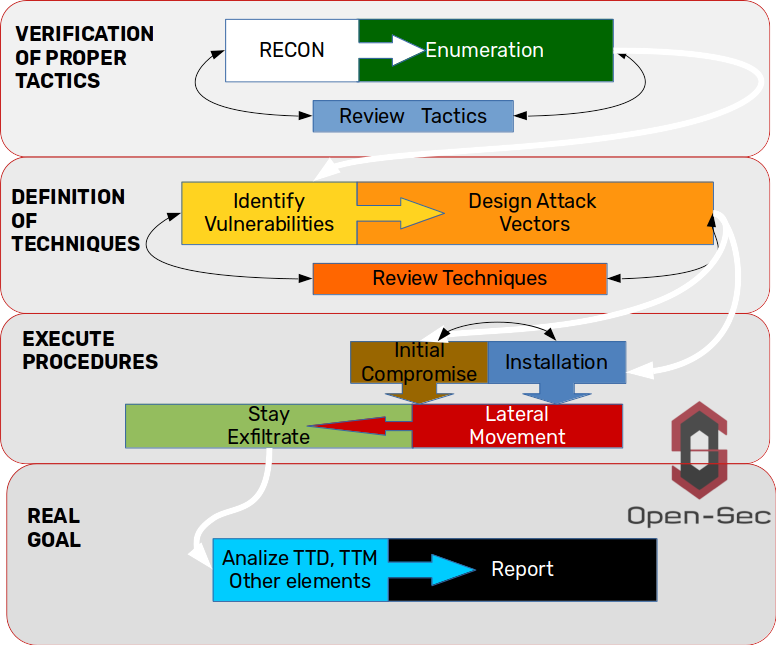 VERIFICATION
OF PROPER
TACTICS
RECON
Enumeration
Review Tactics
DEFINITION
OF
TECHNIQUES
Identify
Vulnerabilities
Design Attack
Vectors
Review Techniques
EXECUTE
PROCEDURES
Initial
Compromise
Installation
Stay
Exfiltrate
Lateral
Movement
Open-Sec
REAL
GOAL
Analize TTD, TTM
Other elements
Report